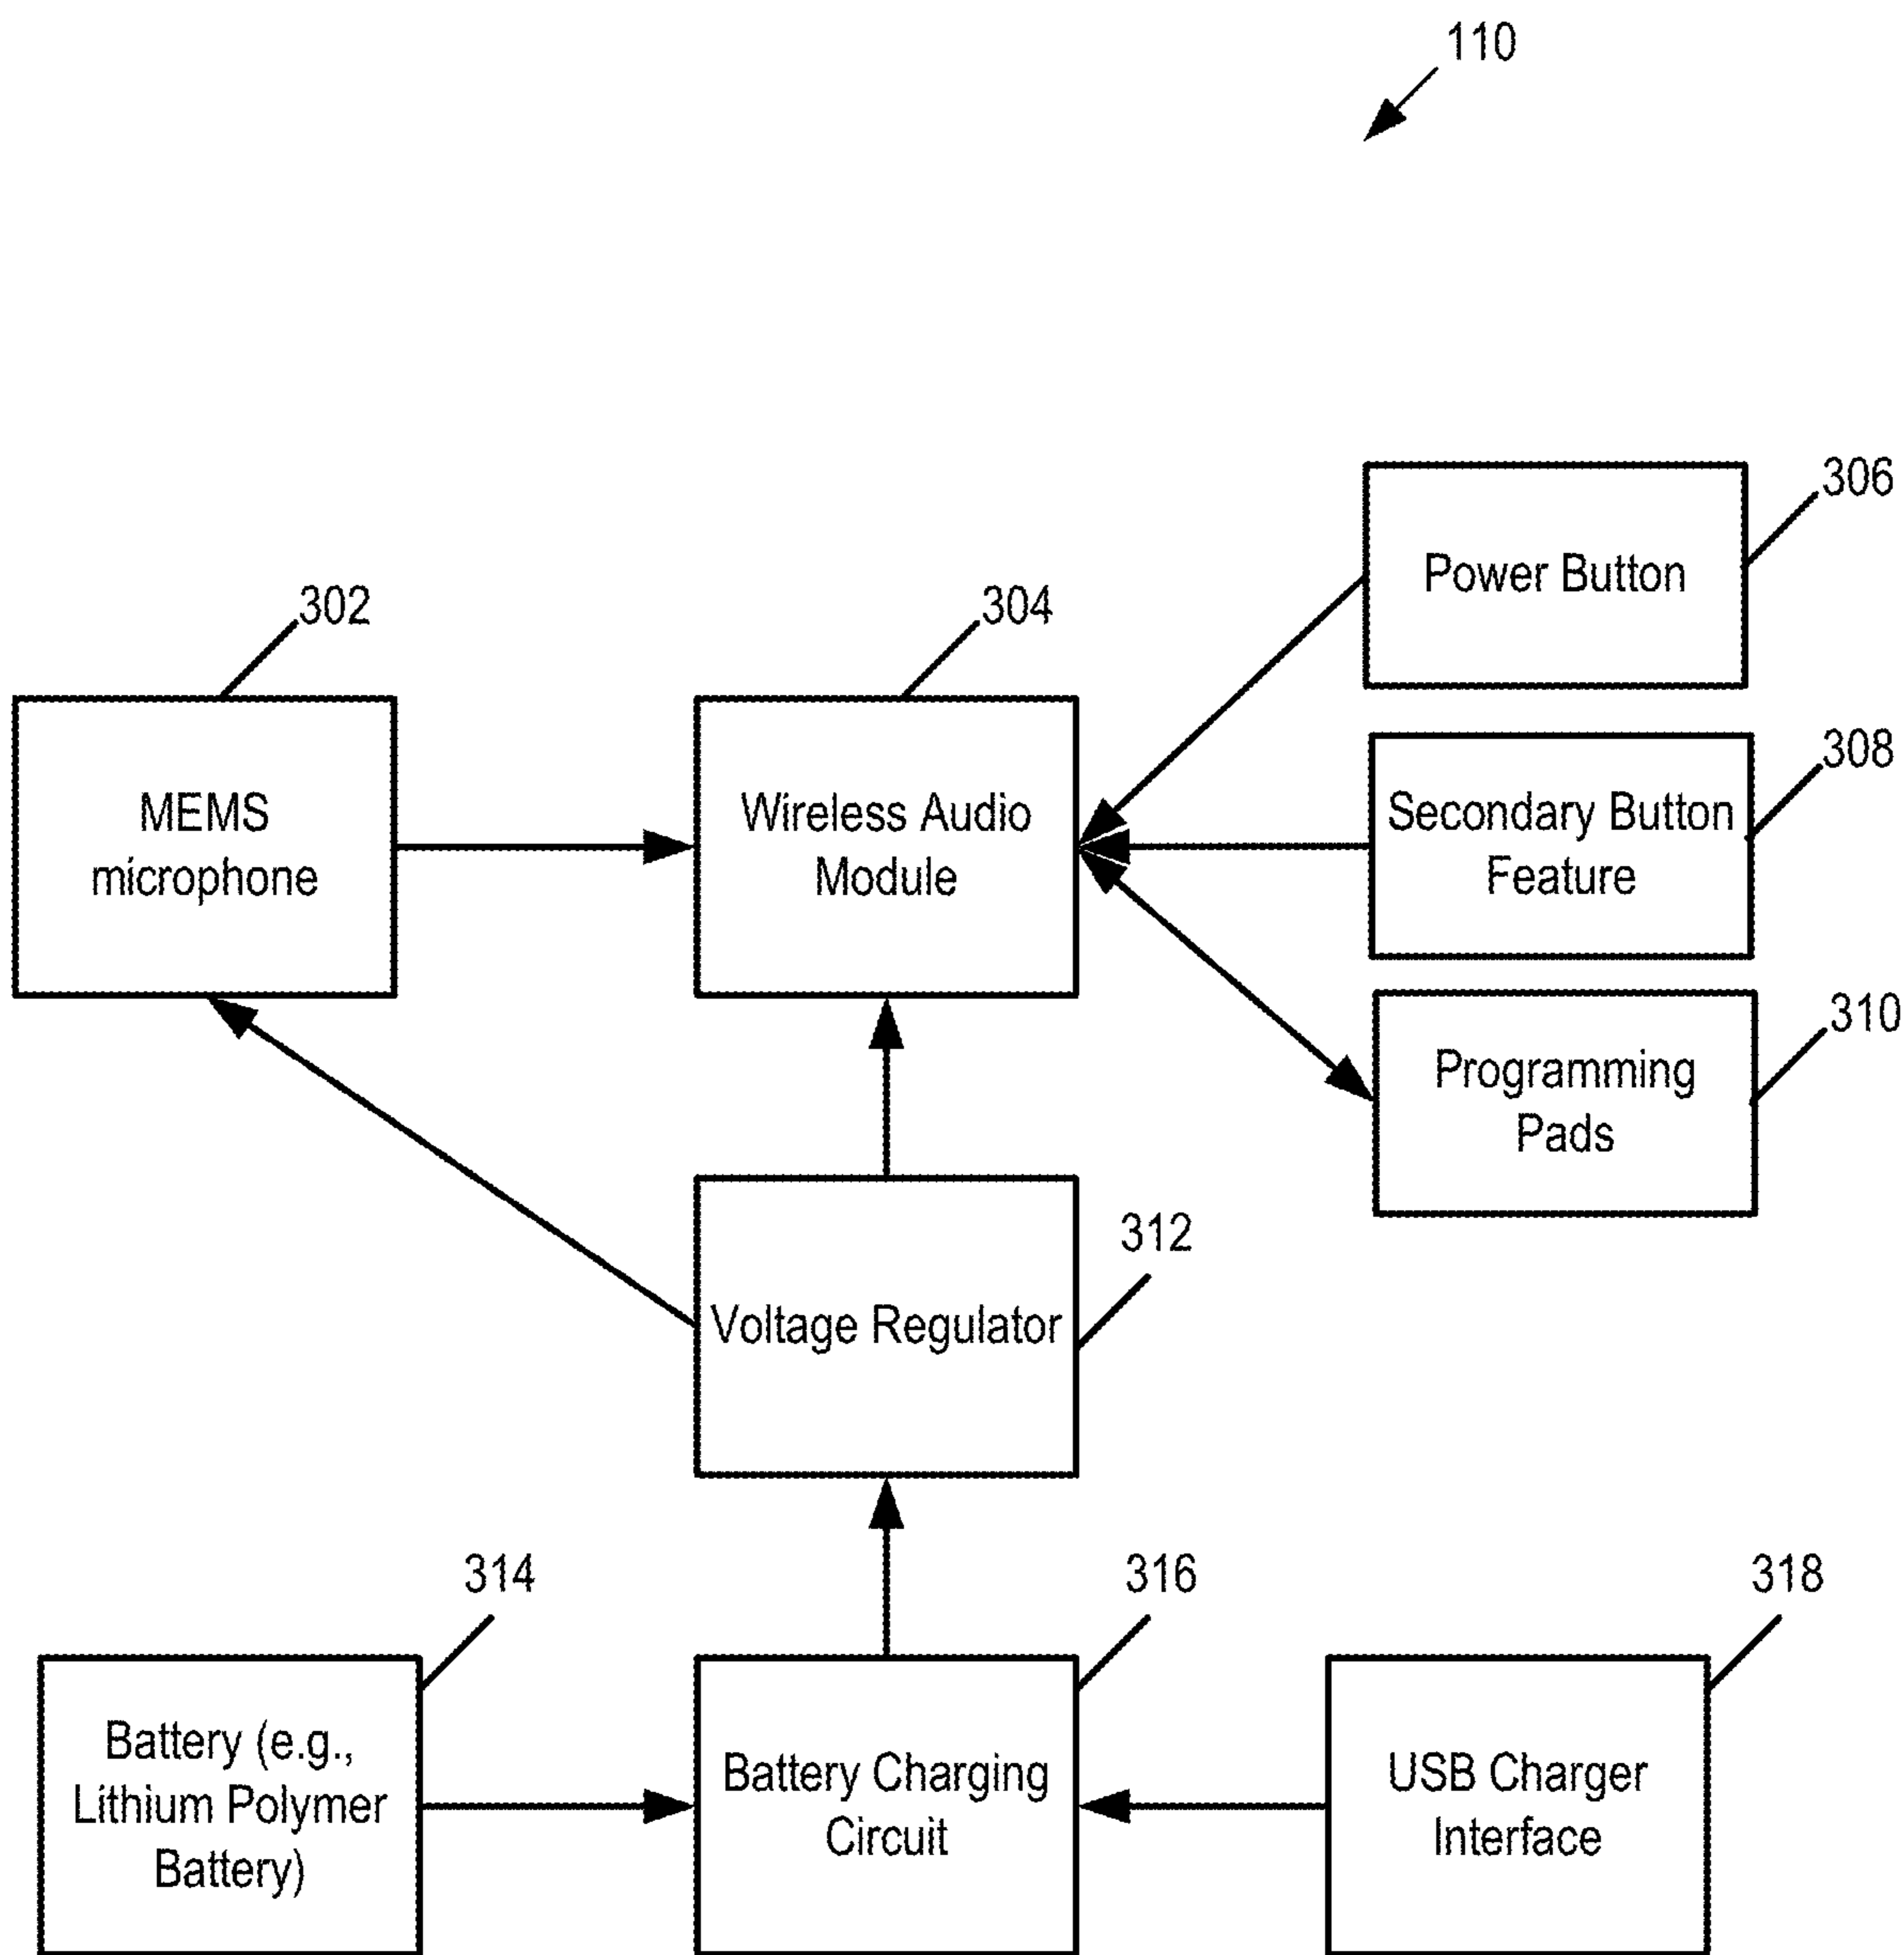 110
306
Power Button
302
304
308
MEMS
microphone
Wireless Audio
Module
Secondary Button
Feature
310
Programming
Pads
312
Voltage Regulator
314
316
318
Battery (e.g.,
Lithium Polymer
Battery)
Battery Charging
Circuit
USB Charger
Interface